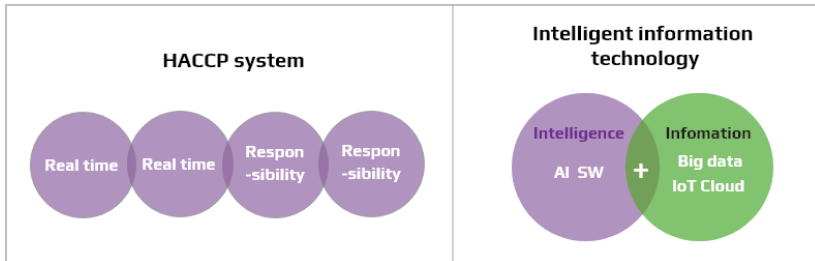 HACCP system
Real time
Real time
Respon
-sibility
Respon
-sibility
Intelligent information
technology
Intelligence
AI SW
+
Infomation
Big data
IoT Cloud